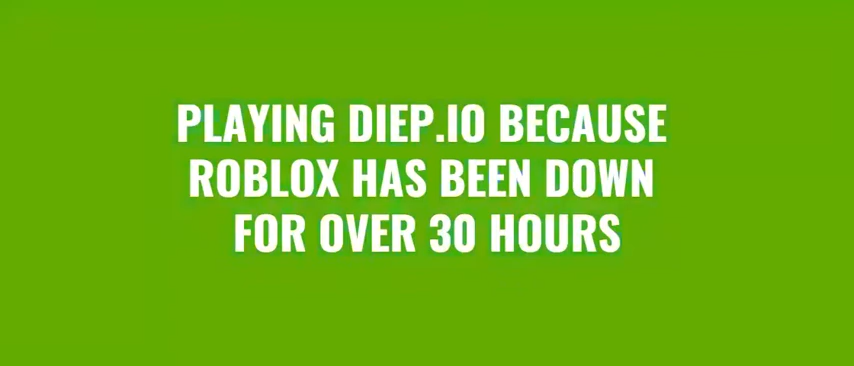 PLAYING DIEP.IO BECAUSE
ROBLOX HAS BEEN DOWN
FOR OVER 30 HOURS